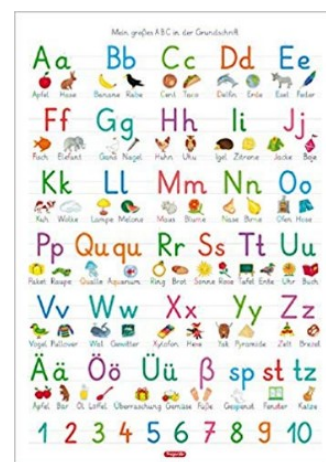 Mein großes ABC in der Grundschrift
Aa Bb Cc Dd Ee
Apfel Hase Banane Rabe Cent Taco Delfin Erde Esel Feder
Ff Gg Hh Ii Jj
Fisch Elefant Gans Nagel Huhn Uhu Igel Zitrone Jacke Boje
Kk Ll Mm Nn Oo
Kuh Wolke Lampe Melone Maus Blume Nase Birne Ofen Hose
Pp Qu qu Rr Ss Tt Uu
Paket Raupe Qualle Aquarium Ring Brot Sonne Rose Tafel Ente Uhr Buch
Vv Ww Xx Yy Zz
Vogel Pullover Wal Gewitter Xylofon Hexe Yak Pyramide Zelt Brezel
Ää Öö Üü ß sp st tz
Äpfel Bär Öl Löffel Überraschung Gemüse Füße Gespenst Fenster Katze
1 2 3 4 5 6 7 8 9 10